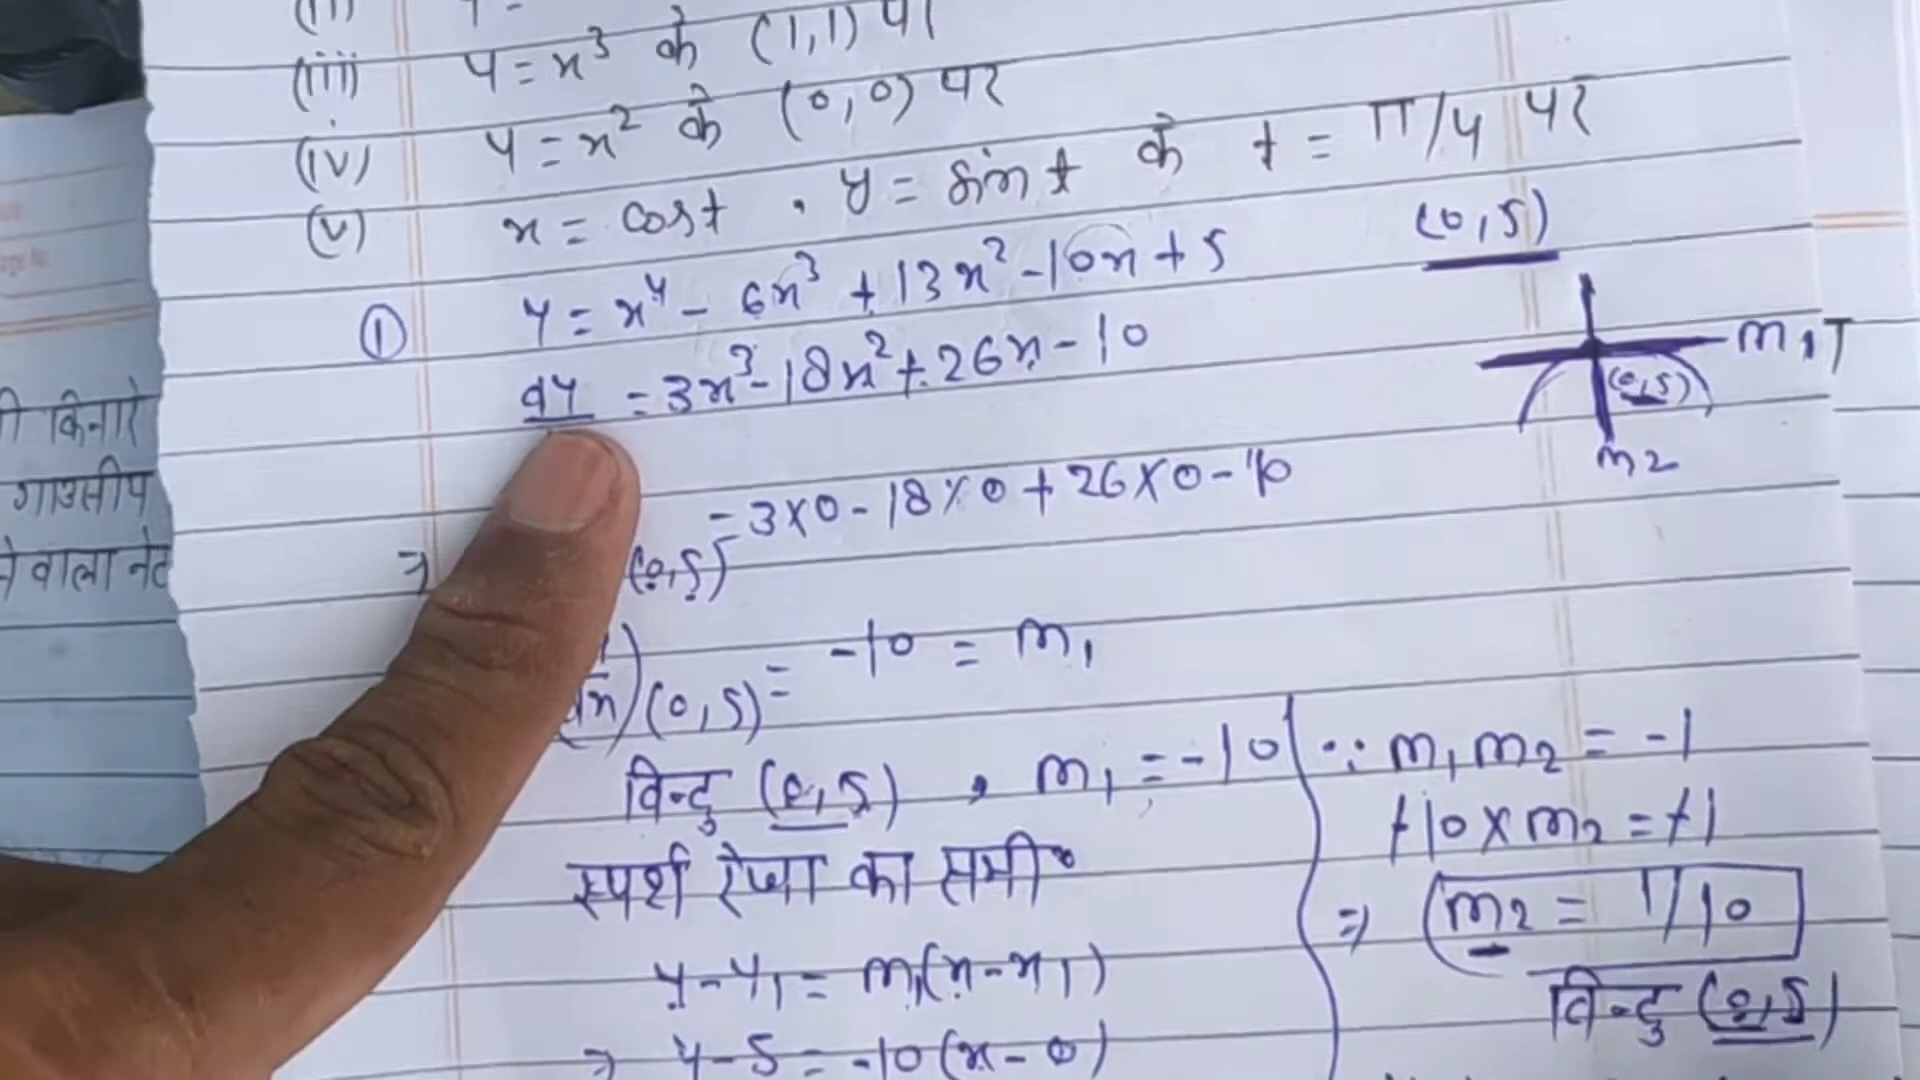 (iii) y = x³ के (1,1) पर
(iv) y = x² के (0,0) पर
(v) x = cost , y = sint के t = π/4 पर
(0,5)
① y = x⁴ - 6x³ + 13x² - 10x + 5
dy = 3x³ - 18x² + 26x - 10
m₁T
(0,5)
m2
= 3×0 - 18×0 + 26×0 - 10
⇒ (0,5)
(0,5) = -10 = m₁
विन्दु (0,5) , m₁ = -10
स्पर्श रेखा का समी॰
y - y₁ = m₁(x - x₁)
⇒ y - 5 = -10(x - 0)
∵ m₁m2 = -1
+10×m2 = +1
⇒ m2 = 1/10
विन्दु (0,5)
किनारे
गाउसीय
वाला नेट